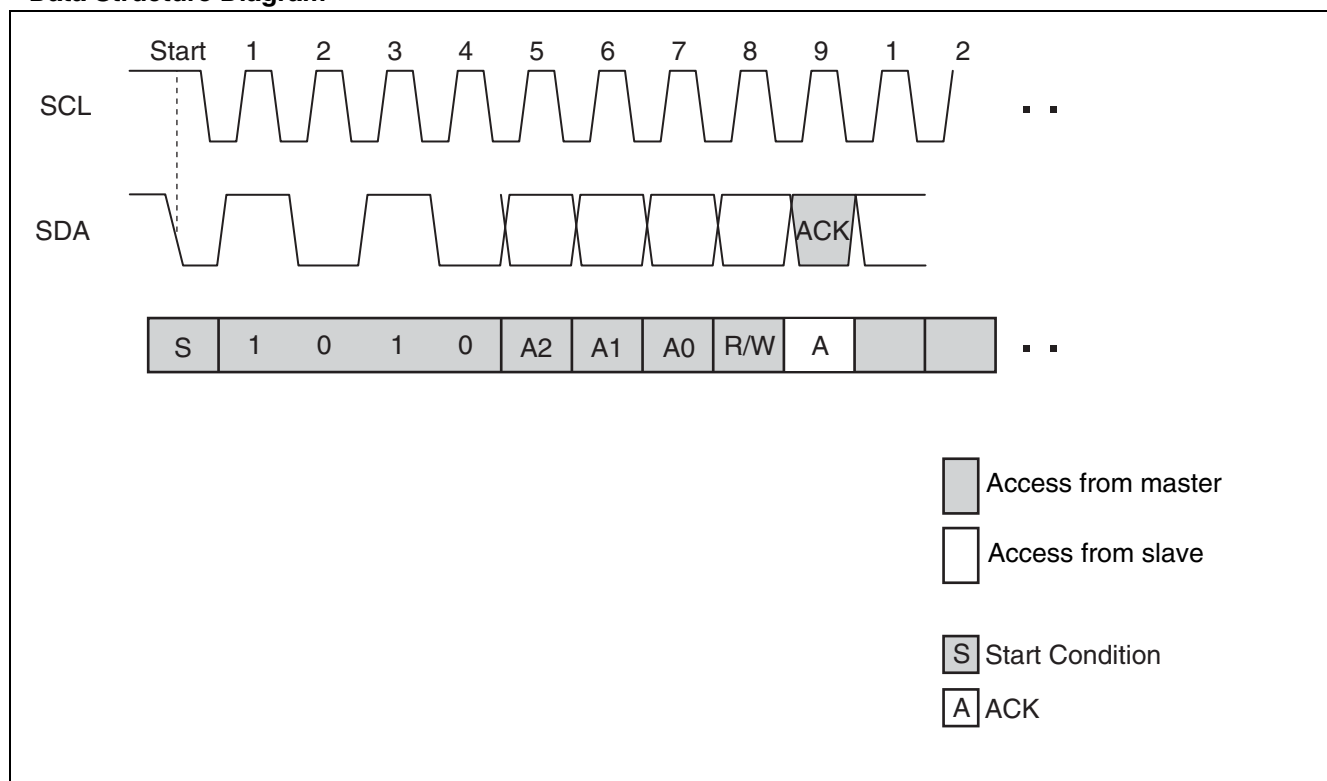 Data Structure Diagram
Start 1 2 3 4 5 6 7 8 9 1 2
SCL
. .
SDA
ACK
S 1 0 1 0 A2 A1 A0 R/W A
. .
Access from master
Access from slave
S Start Condition
A ACK